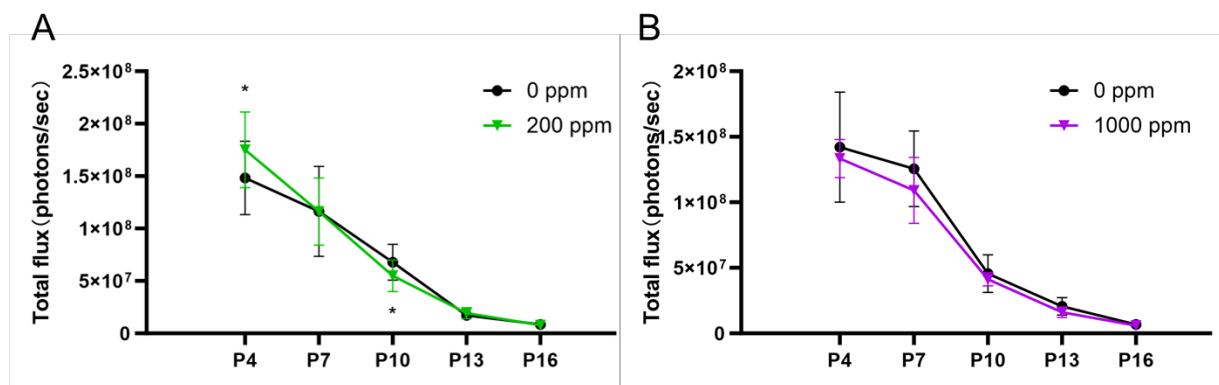 A
Total flux（photons/sec）
2.5×10⁸
2×10⁸
1.5×10⁸
1×10⁸
5×10⁷
0
*
*
0 ppm
200 ppm
P4 P7 P10 P13 P16
B
Total flux（photons/sec）
2×10⁸
1.5×10⁸
1×10⁸
5×10⁷
0
0 ppm
1000 ppm
P4 P7 P10 P13 P16